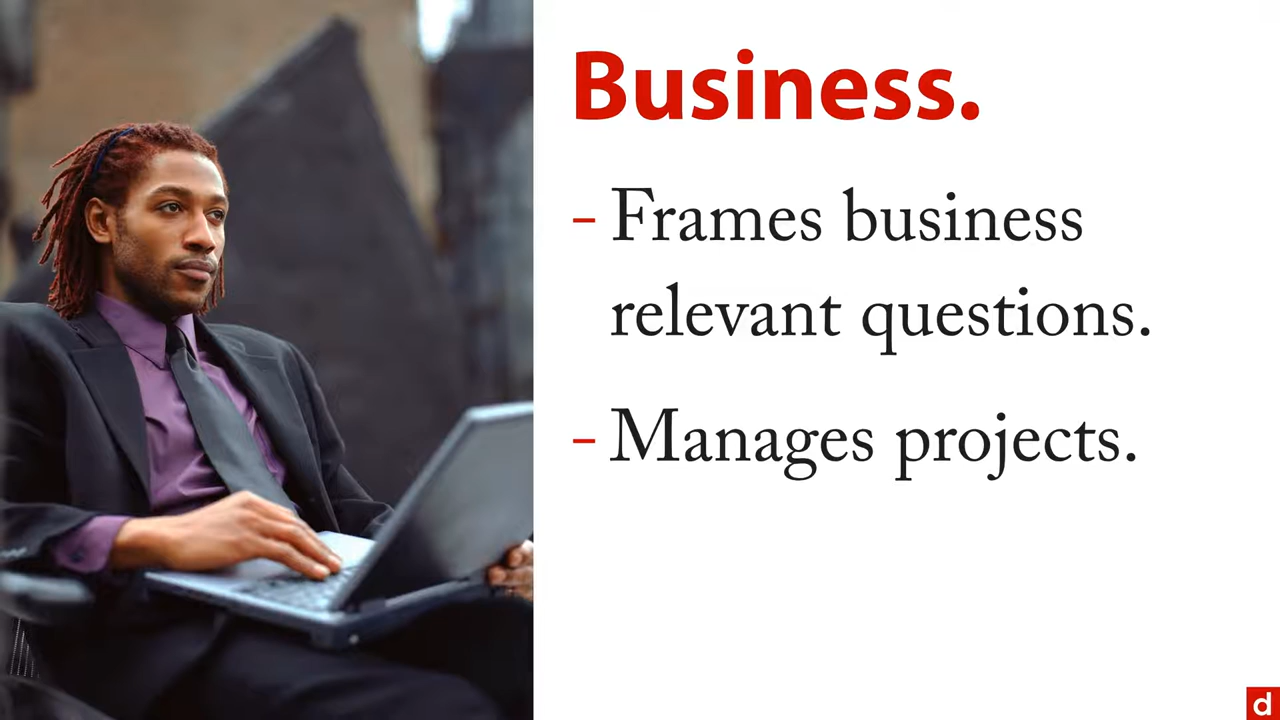 Business.
- Frames business
relevant questions.
- Manages projects.
d